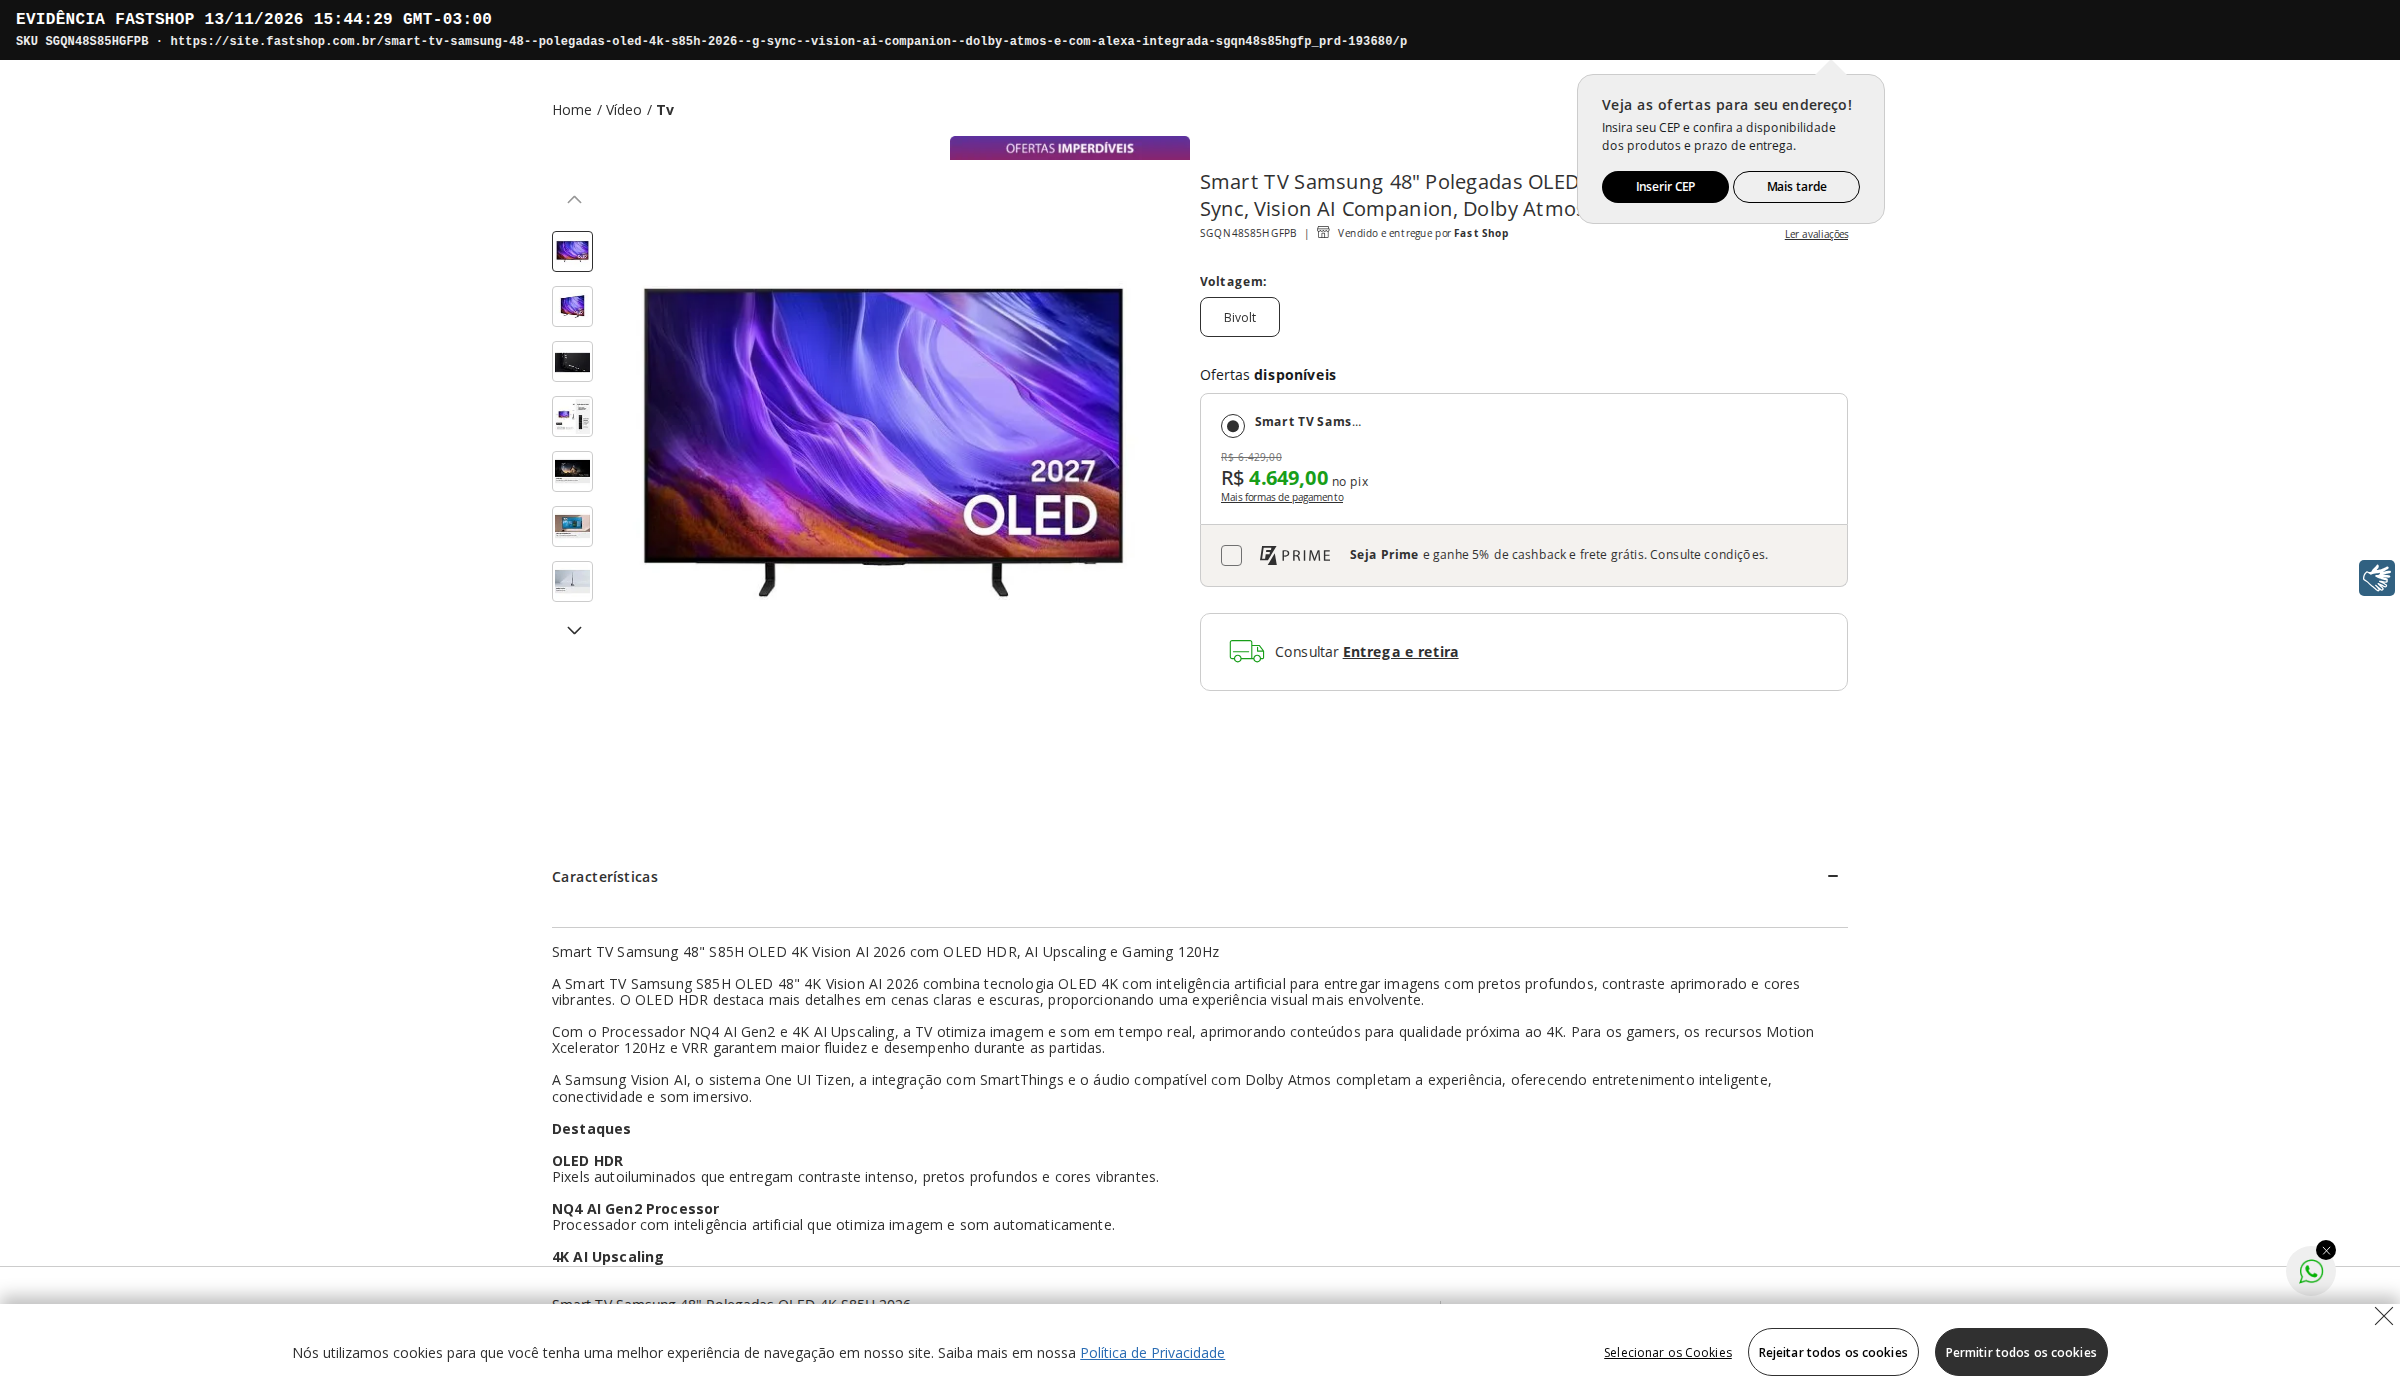 EVIDÊNCIA FASTSHOP 13/11/2026 15:44:29 GMT-03:00
SKU SGQN48S85HGFPB · https://site.fastshop.com.br/smart-tv-samsung-48--polegadas-oled-4k-s85h-2026--g-sync--vision-ai-companion--dolby-atmos-e-com-alexa-integrada-sgqn48s85hgfp_prd-193680/p
Veja as ofertas para seu endereço!
Insira seu CEP e confira a disponibilidade
dos produtos e prazo de entrega.
Inserir CEP
Mais tarde
Home / Vídeo / Tv
OFERTAS IMPERDÍVEIS
Smart TV Samsung 48" Polegadas OLED
Sync, Vision AI Companion, Dolby Atmos
SGQN48S85HGFPB | Vendido e entregue por Fast Shop
Ler avaliações
Voltagem:
Bivolt
2027
OLED
Ofertas disponíveis
Smart TV Sams...
R$ 6.429,00
R$ 4.649,00 no pix
Mais formas de pagamento
PRIME
Seja Prime e ganhe 5% de cashback e frete grátis. Consulte condições.
Consultar Entrega e retira
Características
Smart TV Samsung 48" S85H OLED 4K Vision AI 2026 com OLED HDR, AI Upscaling e Gaming 120Hz
A Smart TV Samsung S85H OLED 48" 4K Vision AI 2026 combina tecnologia OLED 4K com inteligência artificial para entregar imagens com pretos profundos, contraste aprimorado e cores
vibrantes. O OLED HDR destaca mais detalhes em cenas claras e escuras, proporcionando uma experiência visual mais envolvente.
Com o Processador NQ4 AI Gen2 e 4K AI Upscaling, a TV otimiza imagem e som em tempo real, aprimorando conteúdos para qualidade próxima ao 4K. Para os gamers, os recursos Motion
Xcelerator 120Hz e VRR garantem maior fluidez e desempenho durante as partidas.
A Samsung Vision AI, o sistema One UI Tizen, a integração com SmartThings e o áudio compatível com Dolby Atmos completam a experiência, oferecendo entretenimento inteligente,
conectividade e som imersivo.
Destaques
OLED HDR
Pixels autoiluminados que entregam contraste intenso, pretos profundos e cores vibrantes.
NQ4 AI Gen2 Processor
Processador com inteligência artificial que otimiza imagem e som automaticamente.
4K AI Upscaling
Smart TV Samsung 48" Polegadas OLED 4K S85H 2026
Nós utilizamos cookies para que você tenha uma melhor experiência de navegação em nosso site. Saiba mais em nossa Política de Privacidade
Selecionar os Cookies
Rejeitar todos os cookies
Permitir todos os cookies